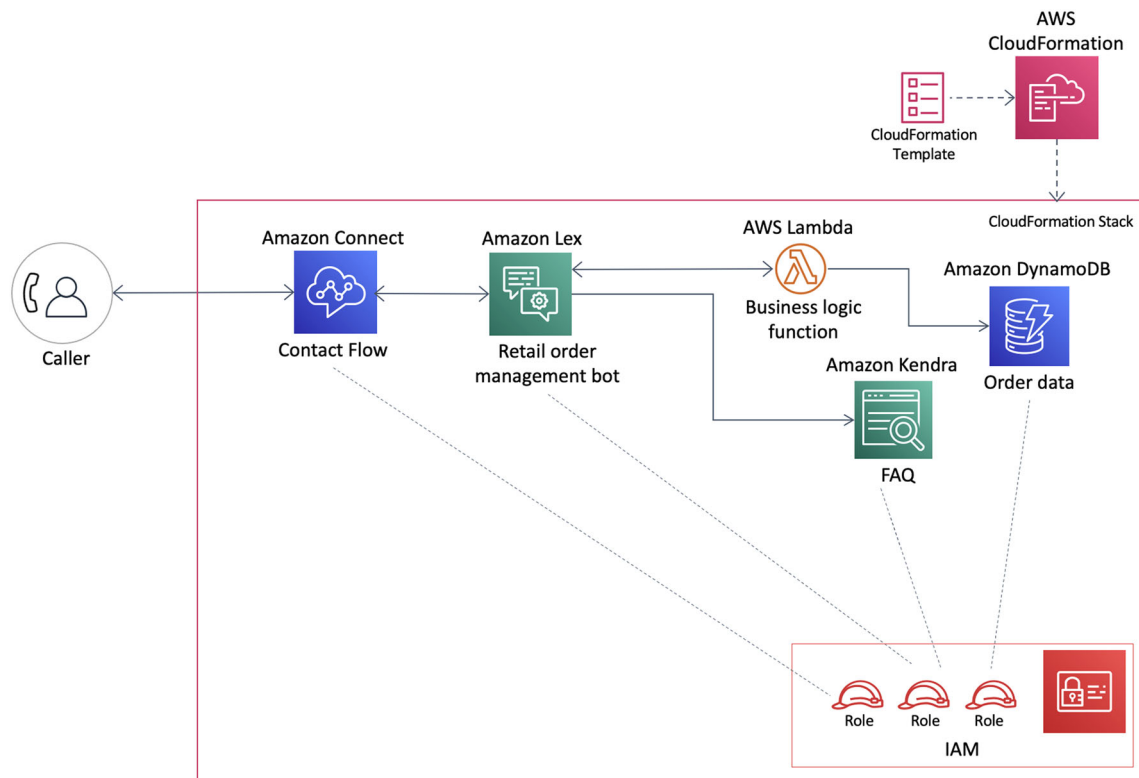 AWS
CloudFormation
CloudFormation
Template
CloudFormation Stack
Amazon Connect
Amazon Lex
AWS Lambda
Amazon DynamoDB
Business logic
function
Caller
Contact Flow
Retail order
management bot
Amazon Kendra
Order data
FAQ
Role
Role
Role
IAM